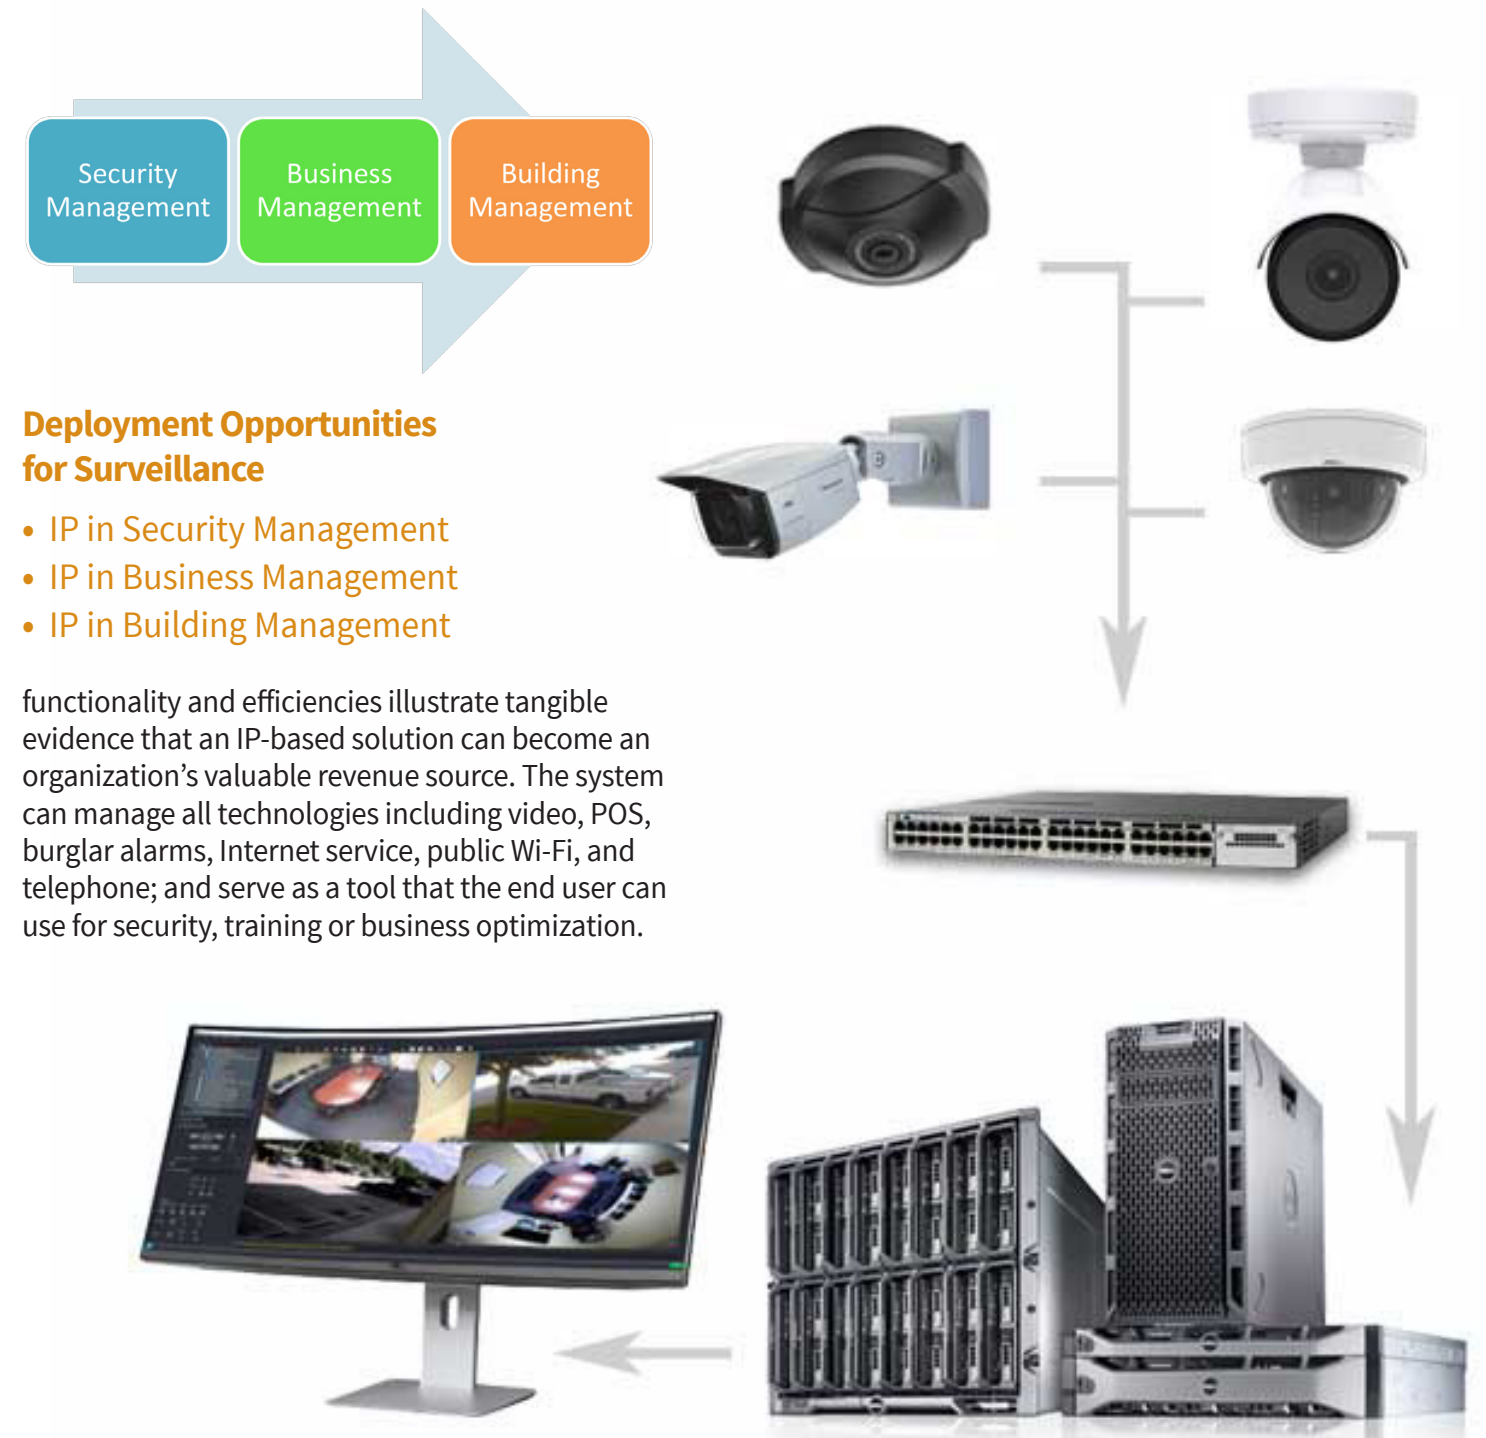 Security
Management
Business
Management
Building
Management
Deployment Opportunities
for Surveillance
• IP in Security Management
• IP in Business Management
• IP in Building Management
functionality and efficiencies illustrate tangible
evidence that an IP-based solution can become an
organization’s valuable revenue source. The system
can manage all technologies including video, POS,
burglar alarms, Internet service, public Wi-Fi, and
telephone; and serve as a tool that the end user can
use for security, training or business optimization.